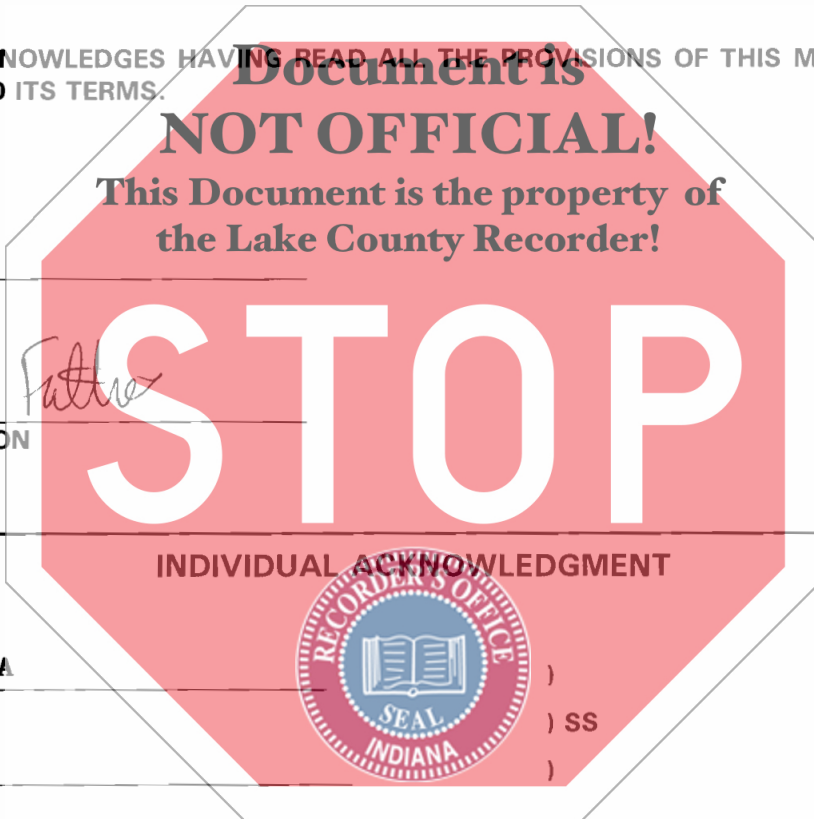 NOWLEDGES HAVING READ ALL THE PROVISIONS OF THIS M
ITS TERMS.
Document is
NOT OFFICIAL!
This Document is the property of
the Lake County Recorder!
STOP
ON
INDIVIDUAL ACKNOWLEDGMENT
RECORDER'S OFFICE
SEAL
INDIANA
A )
) SS
)